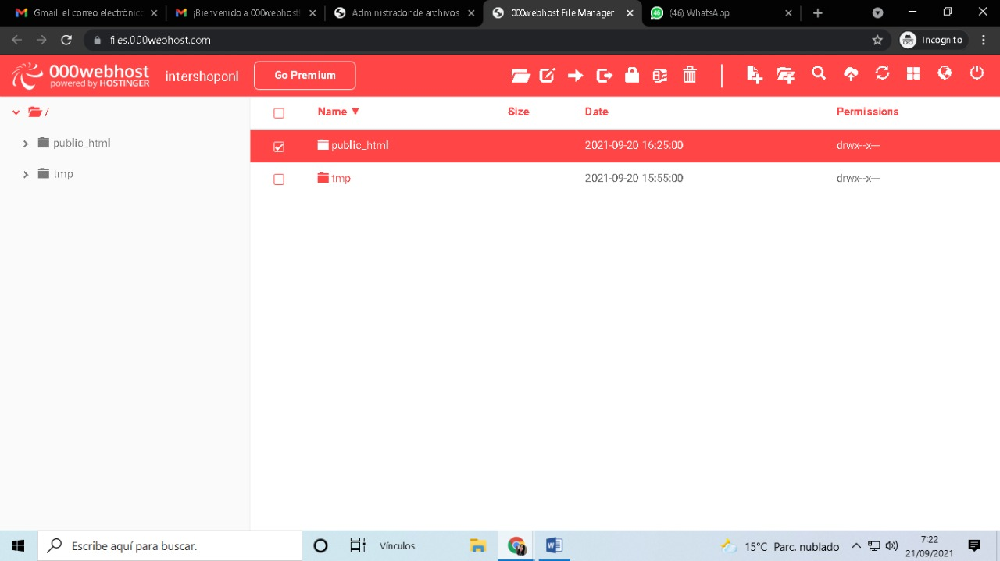 Gmail: el correo electrónic
¡Bienvenido a 000webhost!
Administrador de archivos
000webhost File Manager
(46) WhatsApp
files.000webhost.com
Incognito
000webhost
powered by HOSTINGER
intershoponl
Go Premium
/
public_html
tmp
Name ▼ Size Date Permissions
public_html 2021-09-20 16:25:00 drwx--x---
tmp 2021-09-20 15:55:00 drwx--x---
Escribe aquí para buscar.
Vínculos
15°C Parc. nublado
7:22
21/09/2021